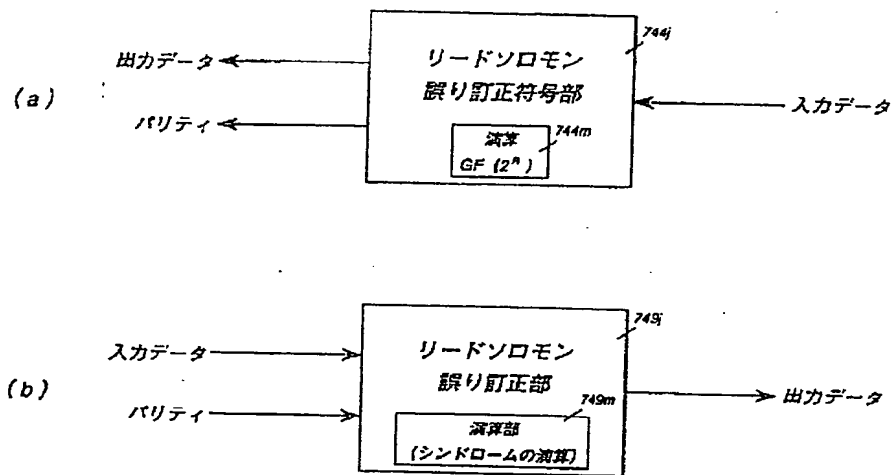 (a)
出力データ
パリティ
リードソロモン
誤り訂正符号部
744j
演算
GF (2ⁿ)
744m
入力データ
(b)
入力データ
パリティ
リードソロモン
誤り訂正部
749j
演算部
(シンドロームの演算)
749m
出力データ